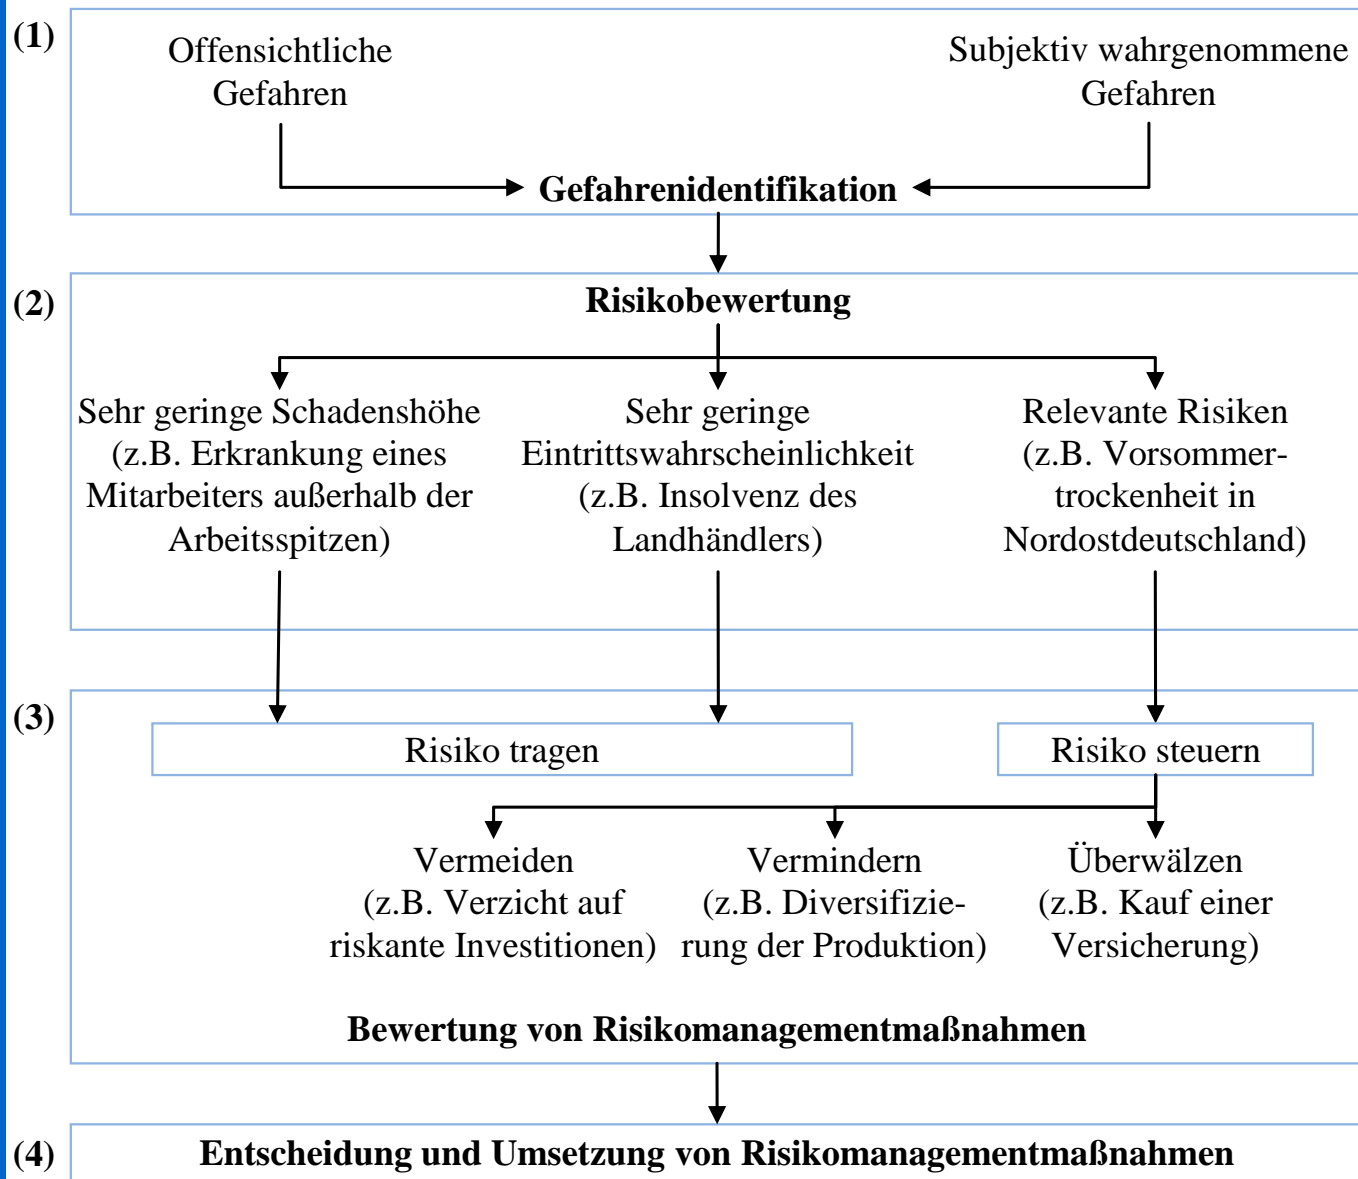 (1)
Offensichtliche
Gefahren
Subjektiv wahrgenommene
Gefahren
Gefahrenidentifikation
(2)
Risikobewertung
Sehr geringe Schadenshöhe
(z.B. Erkrankung eines
Mitarbeiters außerhalb der
Arbeitsspitzen)
Sehr geringe
Eintrittswahrscheinlichkeit
(z.B. Insolvenz des
Landhändlers)
Relevante Risiken
(z.B. Vorsommer-
trockenheit in
Nordostdeutschland)
(3)
Risiko tragen
Risiko steuern
Vermeiden
(z.B. Verzicht auf
riskante Investitionen)
Vermindern
(z.B. Diversifizie-
rung der Produktion)
Überwälzen
(z.B. Kauf einer
Versicherung)
Bewertung von Risikomanagementmaßnahmen
(4)
Entscheidung und Umsetzung von Risikomanagementmaßnahmen